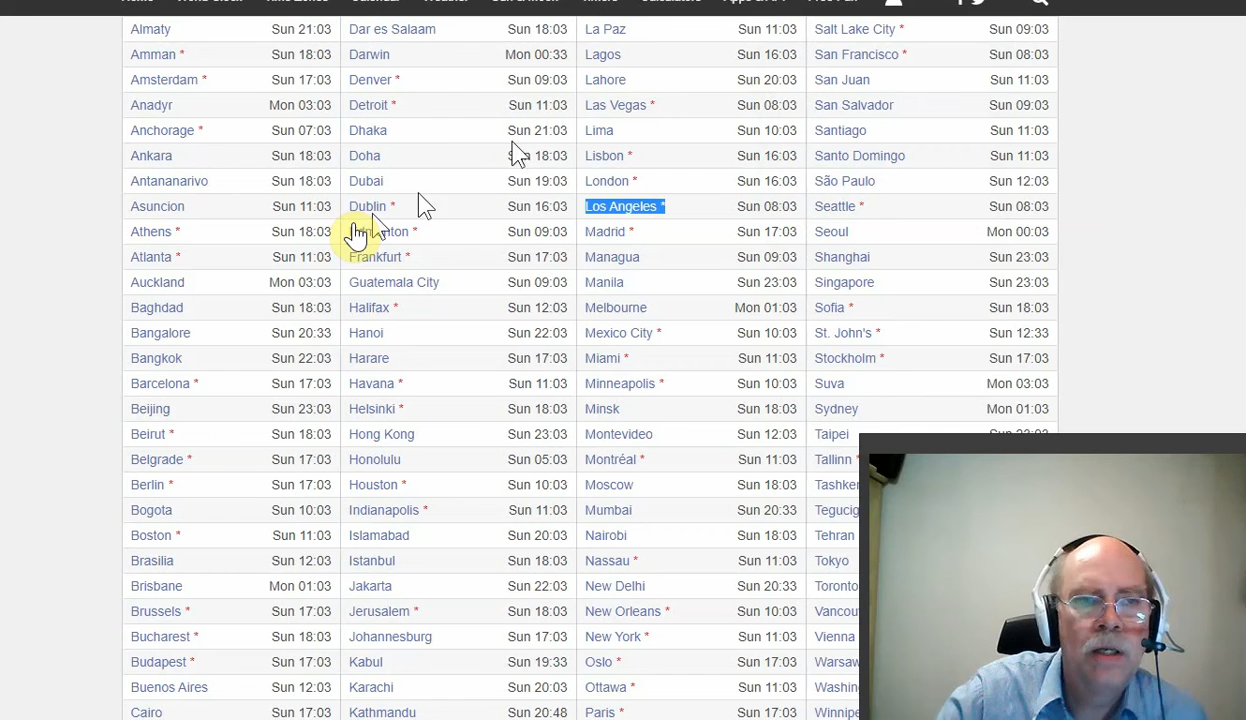 Almaty Sun 21:03 Dar es Salaam Sun 18:03 La Paz Sun 11:03 Salt Lake City * Sun 09:03
Amman * Sun 18:03 Darwin Mon 00:33 Lagos Sun 16:03 San Francisco * Sun 08:03
Amsterdam * Sun 17:03 Denver * Sun 09:03 Lahore Sun 20:03 San Juan Sun 11:03
Anadyr Mon 03:03 Detroit * Sun 11:03 Las Vegas * Sun 08:03 San Salvador Sun 09:03
Anchorage * Sun 07:03 Dhaka Sun 21:03 Lima Sun 10:03 Santiago Sun 11:03
Ankara Sun 18:03 Doha 18:03 Lisbon * Sun 16:03 Santo Domingo Sun 11:03
Antananarivo Sun 18:03 Dubai Sun 19:03 London * Sun 16:03 São Paulo Sun 12:03
Asuncion Sun 11:03 Dublin * Sun 16:03 Los Angeles * Sun 08:03 Seattle * Sun 08:03
Athens * Sun 18:03 * Sun 09:03 Madrid * Sun 17:03 Seoul Mon 00:03
Atlanta * Sun 11:03 Frankfurt * Sun 17:03 Managua Sun 09:03 Shanghai Sun 23:03
Auckland Mon 03:03 Guatemala City Sun 09:03 Manila Sun 23:03 Singapore Sun 23:03
Baghdad Sun 18:03 Halifax * Sun 12:03 Melbourne Mon 01:03 Sofia * Sun 18:03
Bangalore Sun 20:33 Hanoi Sun 22:03 Mexico City * Sun 10:03 St. John's * Sun 12:33
Bangkok Sun 22:03 Harare Sun 17:03 Miami * Sun 11:03 Stockholm * Sun 17:03
Barcelona * Sun 17:03 Havana * Sun 11:03 Minneapolis * Sun 10:03 Suva Mon 03:03
Beijing Sun 23:03 Helsinki * Sun 18:03 Minsk Sun 18:03 Sydney Mon 01:03
Beirut * Sun 18:03 Hong Kong Sun 23:03 Montevideo Sun 12:03 Taipei
Belgrade * Sun 17:03 Honolulu Sun 05:03 Montréal * Sun 11:03 Tallinn *
Berlin * Sun 17:03 Houston * Sun 10:03 Moscow Sun 18:03 Tashken
Bogota Sun 10:03 Indianapolis * Sun 11:03 Mumbai Sun 20:33 Tegucig
Boston * Sun 11:03 Islamabad Sun 20:03 Nairobi Sun 18:03 Tehran
Brasilia Sun 12:03 Istanbul Sun 18:03 Nassau * Sun 11:03 Tokyo
Brisbane Mon 01:03 Jakarta Sun 22:03 New Delhi Sun 20:33 Toronto
Brussels * Sun 17:03 Jerusalem * Sun 18:03 New Orleans * Sun 10:03 Vancou
Bucharest * Sun 18:03 Johannesburg Sun 17:03 New York * Sun 11:03 Vienna
Budapest * Sun 17:03 Kabul Sun 19:33 Oslo * Sun 17:03 Warsaw
Buenos Aires Sun 12:03 Karachi Sun 20:03 Ottawa * Sun 11:03 Washin
Cairo Sun 17:03 Kathmandu Sun 20:48 Paris * Sun 17:03 Winnipe